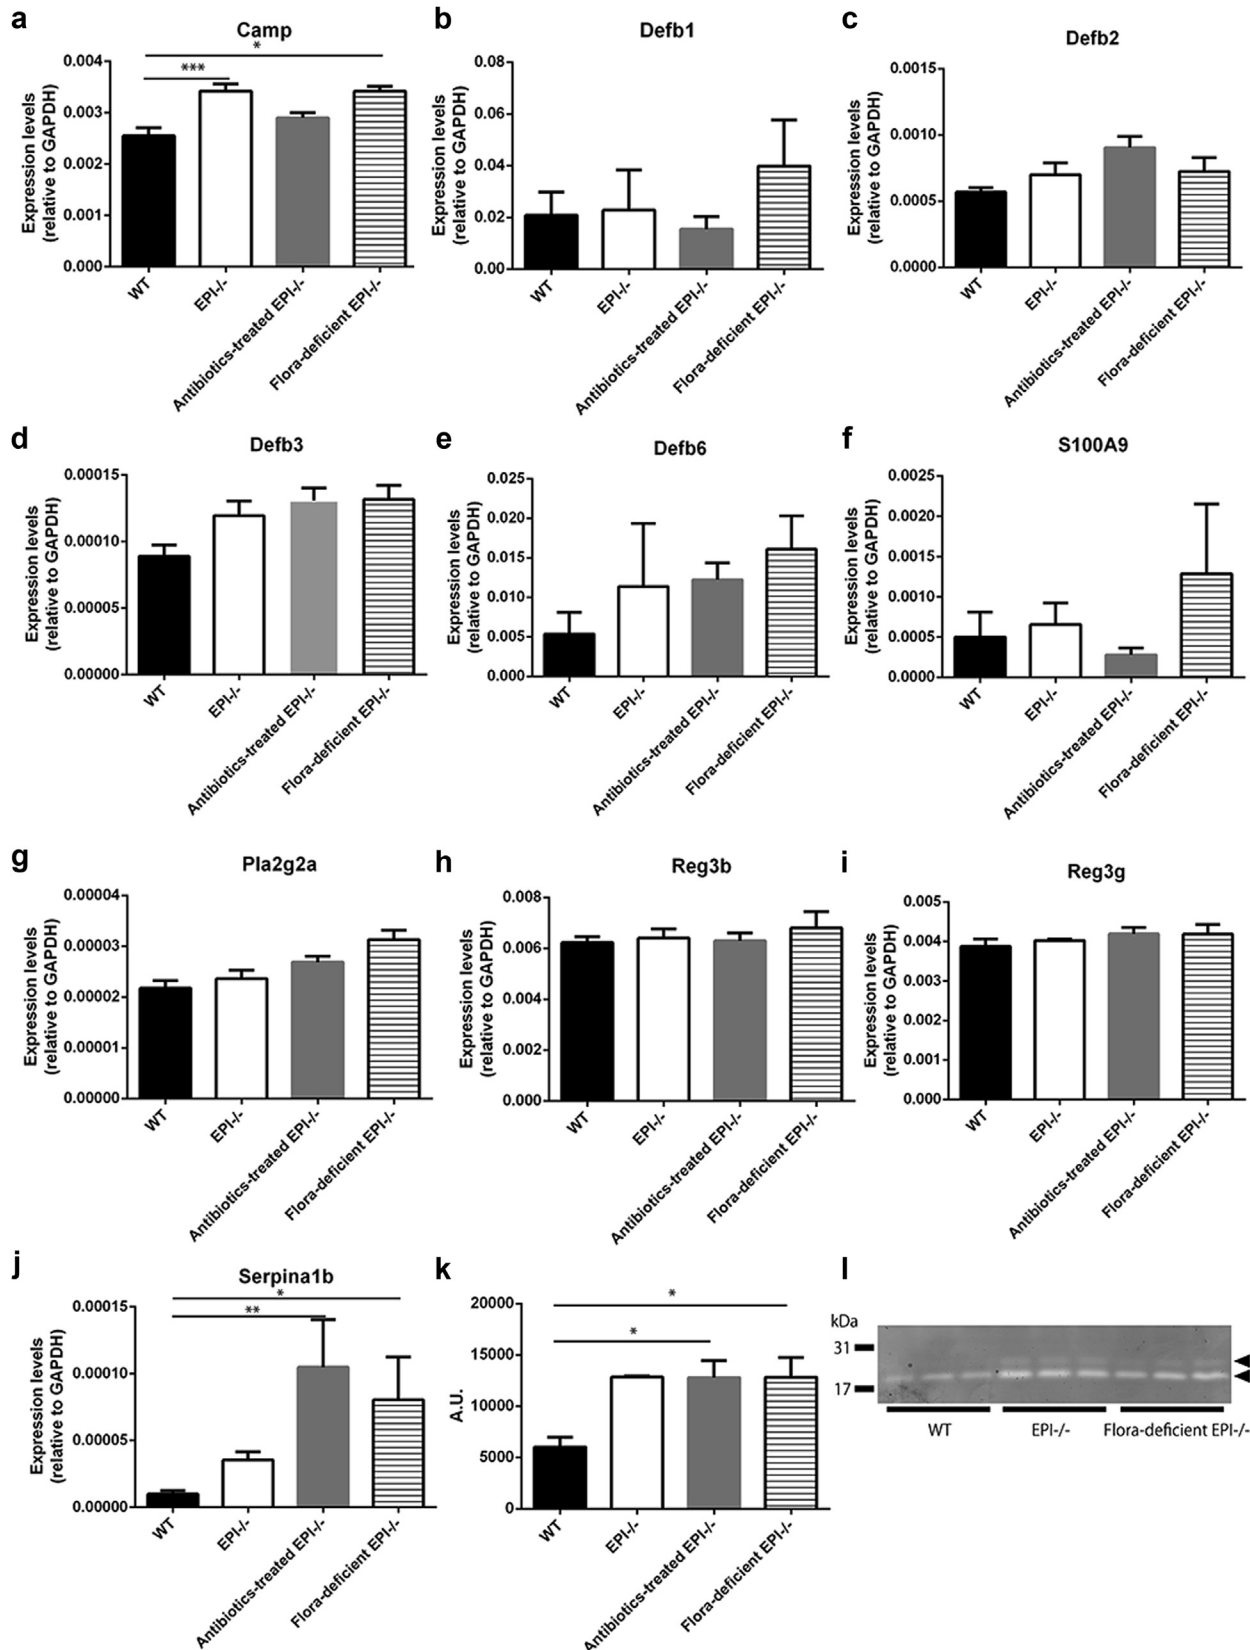 a
Camp
*
***
Expression levels
(relative to GAPDH)
0.004
0.003
0.002
0.001
0.000
WT
EPI-/-
Antibiotics-treated EPI-/-
Flora-deficient EPI-/-
b
Defb1
Expression levels
(relative to GAPDH)
0.08
0.06
0.04
0.02
0.00
WT
EPI-/-
Antibiotics-treated EPI-/-
Flora-deficient EPI-/-
c
Defb2
Expression levels
(relative to GAPDH)
0.0015
0.0010
0.0005
0.0000
WT
EPI-/-
Antibiotics-treated EPI-/-
Flora-deficient EPI-/-
d
Defb3
Expression levels
(relative to GAPDH)
0.00015
0.00010
0.00005
0.00000
WT
EPI-/-
Antibiotics-treated EPI-/-
Flora-deficient EPI-/-
e
Defb6
Expression levels
(relative to GAPDH)
0.025
0.020
0.015
0.010
0.005
0.000
WT
EPI-/-
Antibiotics-treated EPI-/-
Flora-deficient EPI-/-
f
S100A9
Expression levels
(relative to GAPDH)
0.0025
0.0020
0.0015
0.0010
0.0005
0.0000
WT
EPI-/-
Antibiotics-treated EPI-/-
Flora-deficient EPI-/-
g
Pla2g2a
Expression levels
(relative to GAPDH)
0.00004
0.00003
0.00002
0.00001
0.00000
WT
EPI-/-
Antibiotics-treated EPI-/-
Flora-deficient EPI-/-
h
Reg3b
Expression levels
(relative to GAPDH)
0.008
0.006
0.004
0.002
0.000
WT
EPI-/-
Antibiotics-treated EPI-/-
Flora-deficient EPI-/-
i
Reg3g
Expression levels
(relative to GAPDH)
0.005
0.004
0.003
0.002
0.001
0.000
WT
EPI-/-
Antibiotics-treated EPI-/-
Flora-deficient EPI-/-
j
Serpina1b
*
**
Expression levels
(relative to GAPDH)
0.00015
0.00010
0.00005
0.00000
WT
EPI-/-
Antibiotics-treated EPI-/-
Flora-deficient EPI-/-
k
*
*
A.U.
20000
15000
10000
5000
0
WT
EPI-/-
Antibiotics-treated EPI-/-
Flora-deficient EPI-/-
l
kDa
31
17
WT
EPI-/-
Flora-deficient EPI-/-